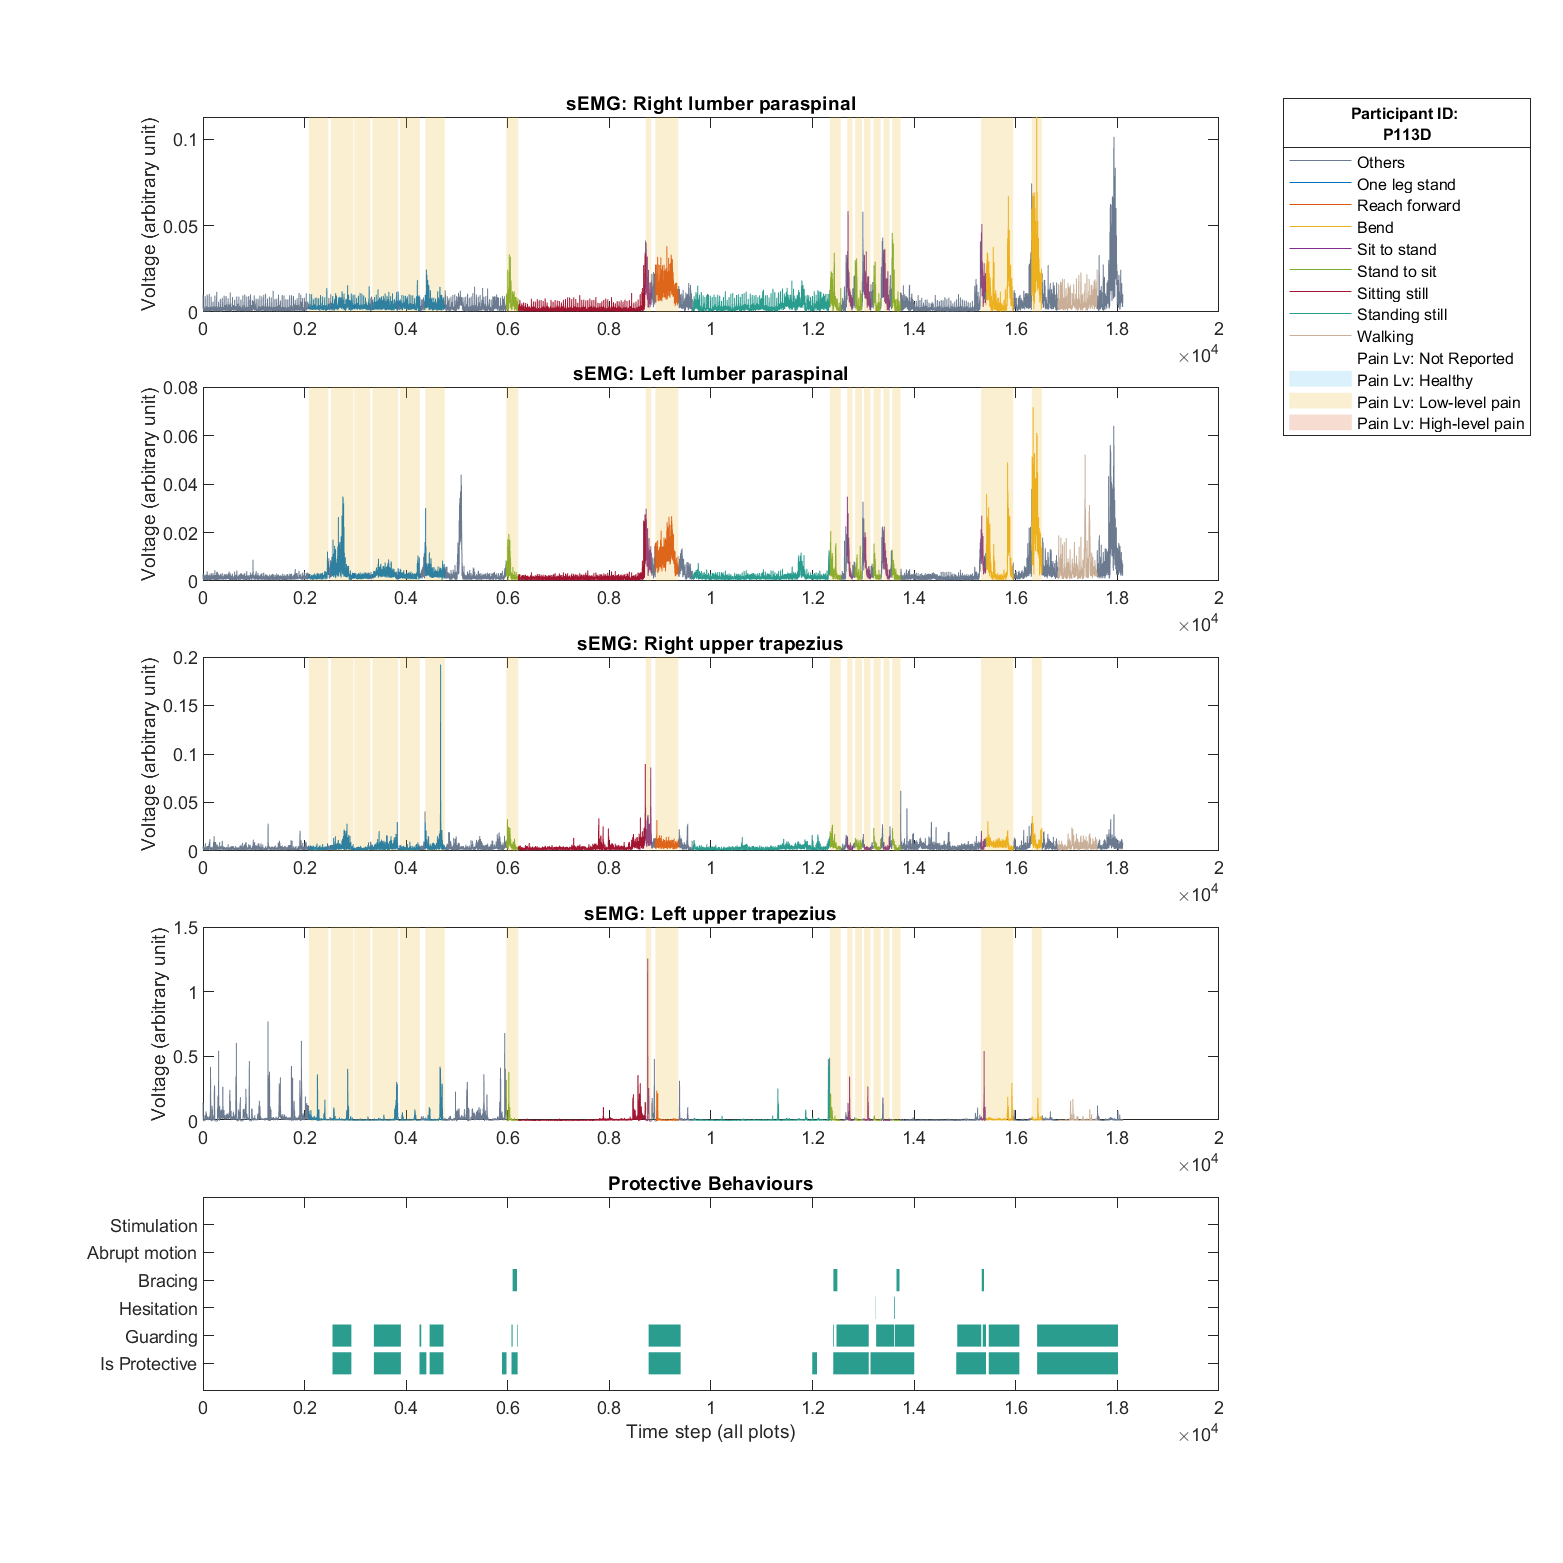 sEMG: Right lumber paraspinal
Voltage (arbitrary unit)
0.1
0.05
0
0 0.2 0.4 0.6 0.8 1 1.2 1.4 1.6 1.8 2
×10^4
Participant ID:
P113D
Others
One leg stand
Reach forward
Bend
Sit to stand
Stand to sit
Sitting still
Standing still
Walking
Pain Lv: Not Reported
Pain Lv: Healthy
Pain Lv: Low-level pain
Pain Lv: High-level pain
sEMG: Left lumber paraspinal
Voltage (arbitrary unit)
0.08
0.06
0.04
0.02
0
0 0.2 0.4 0.6 0.8 1 1.2 1.4 1.6 1.8 2
×10^4
sEMG: Right upper trapezius
Voltage (arbitrary unit)
0.2
0.15
0.1
0.05
0
0 0.2 0.4 0.6 0.8 1 1.2 1.4 1.6 1.8 2
×10^4
sEMG: Left upper trapezius
Voltage (arbitrary unit)
1.5
1
0.5
0
0 0.2 0.4 0.6 0.8 1 1.2 1.4 1.6 1.8 2
×10^4
Protective Behaviours
Stimulation
Abrupt motion
Bracing
Hesitation
Guarding
Is Protective
0 0.2 0.4 0.6 0.8 1 1.2 1.4 1.6 1.8 2
Time step (all plots)
×10^4